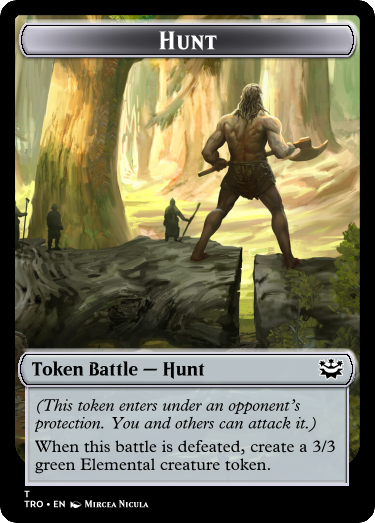 Hunt
Token Battle — Hunt
(This token enters under an opponent's
protection. You and others can attack it.)
When this battle is defeated, create a 3/3
green Elemental creature token.
T
TRO • EN Mircea Nicula